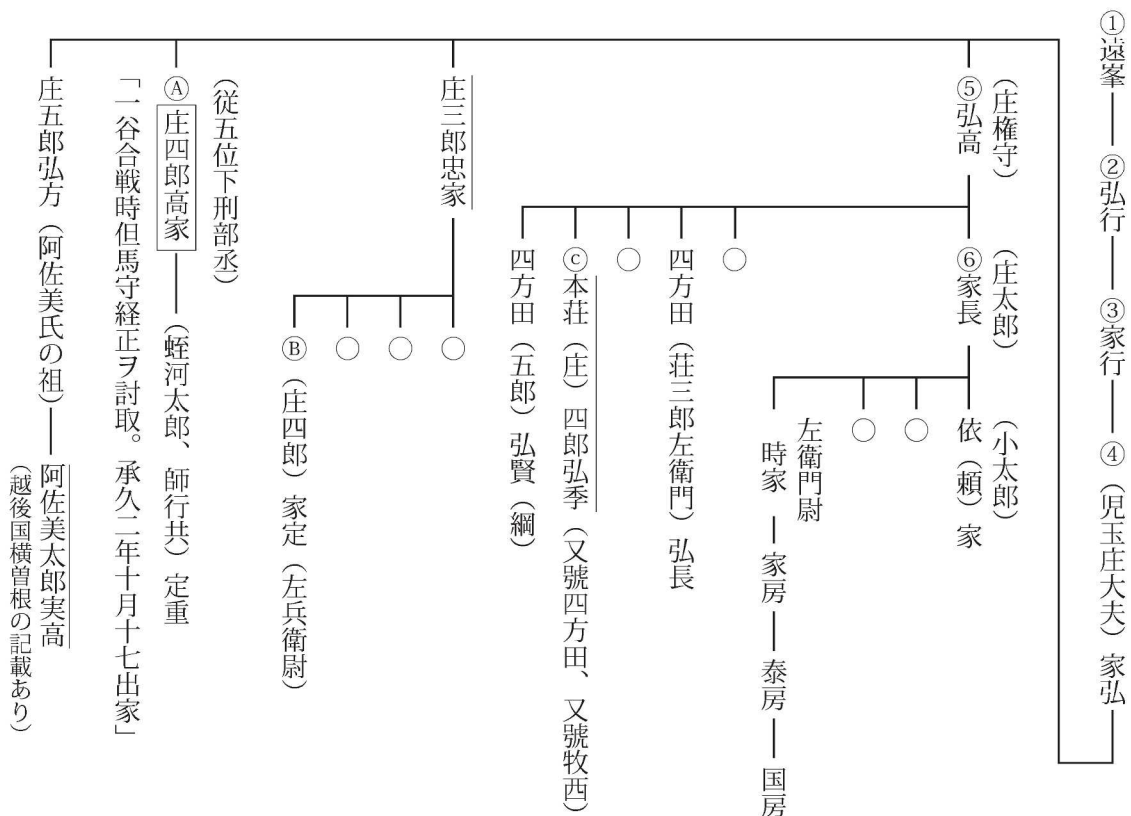 ①遠峯
②弘行
③家行
④（児玉庄大夫）家弘
（庄権守）
⑤弘高
（庄太郎）
⑥家長
（小太郎）
依（頼）家
○
○
左衛門尉
時家
家房
泰房
国房
○
四方田（荘三郎左衛門）弘長
○
ⓒ本荘（庄）四郎弘季（又號四方田、又號牧西）
四方田（五郎）弘賢（綱）
庄三郎忠家
○
○
○
Ⓑ（庄四郎）家定（左兵衛尉）
（従五位下刑部丞）
Ⓐ庄四郎高家
（蛭河太郎、師行共）定重
「一谷合戦時但馬守経正ヲ討取。承久二年十月十七出家」
庄五郎弘方（阿佐美氏の祖）
阿佐美太郎実高
（越後国横曽根の記載あり）